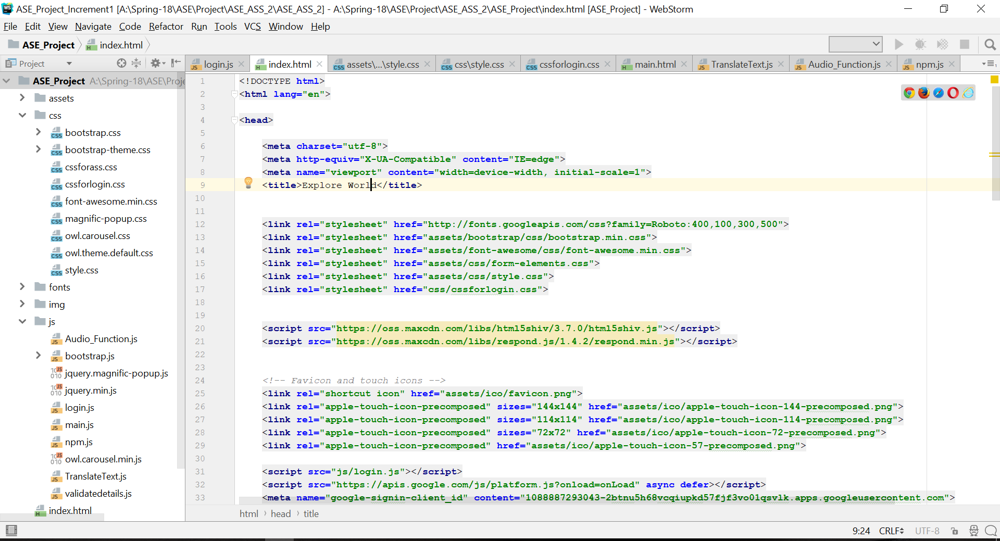 ASE_Project_Increment1 [A:\Spring-18\ASE\Project\ASE_ASS_2\ASE_ASS_2] - A:\Spring-18\ASE\Project\ASE_ASS_2\ASE_Project\index.html [ASE_Project] - WebStorm
File Edit View Navigate Code Refactor Run Tools VCS Window Help
ASE_Project index.html
Project
login.js index.html assets\...\style.css css\style.css cssforlogin.css main.html TranslateText.js Audio_Function.js npm.js
ASE_Project A:\Spring-18\ASE\Proje
assets
css
bootstrap.css
bootstrap-theme.css
cssforass.css
cssforlogin.css
font-awesome.min.css
magnific-popup.css
owl.carousel.css
owl.theme.default.css
style.css
fonts
img
js
Audio_Function.js
bootstrap.js
jquery.magnific-popup.js
jquery.min.js
login.js
main.js
npm.js
owl.carousel.min.js
TranslateText.js
validatedetails.js
index.html
1 <!DOCTYPE html>
2 <html lang="en">
3
4 <head>
5
6 <meta charset="utf-8">
7 <meta http-equiv="X-UA-Compatible" content="IE=edge">
8 <meta name="viewport" content="width=device-width, initial-scale=1">
9 <title>Explore World</title>
10
11
12 <link rel="stylesheet" href="http://fonts.googleapis.com/css?family=Roboto:400,100,300,500">
13 <link rel="stylesheet" href="assets/bootstrap/css/bootstrap.min.css">
14 <link rel="stylesheet" href="assets/font-awesome/css/font-awesome.min.css">
15 <link rel="stylesheet" href="assets/css/form-elements.css">
16 <link rel="stylesheet" href="assets/css/style.css">
17 <link rel="stylesheet" href="css/cssforlogin.css">
18
19
20 <script src="https://oss.maxcdn.com/libs/html5shiv/3.7.0/html5shiv.js"></script>
21 <script src="https://oss.maxcdn.com/libs/respond.js/1.4.2/respond.min.js"></script>
22
23
24 <!-- Favicon and touch icons -->
25 <link rel="shortcut icon" href="assets/ico/favicon.png">
26 <link rel="apple-touch-icon-precomposed" sizes="144x144" href="assets/ico/apple-touch-icon-144-precomposed.png">
27 <link rel="apple-touch-icon-precomposed" sizes="114x114" href="assets/ico/apple-touch-icon-114-precomposed.png">
28 <link rel="apple-touch-icon-precomposed" sizes="72x72" href="assets/ico/apple-touch-icon-72-precomposed.png">
29 <link rel="apple-touch-icon-precomposed" href="assets/ico/apple-touch-icon-57-precomposed.png">
30
31 <script src="js/login.js"></script>
32 <script src="https://apis.google.com/js/platform.js?onload=onLoad" async defer></script>
33 <meta name="google-signin-client_id" content="1088887293043-2btnu5h68vcqiupkd57fjf3vo01qsvlk.apps.googleusercontent.com">
html › head › title
9:24 CRLF UTF-8